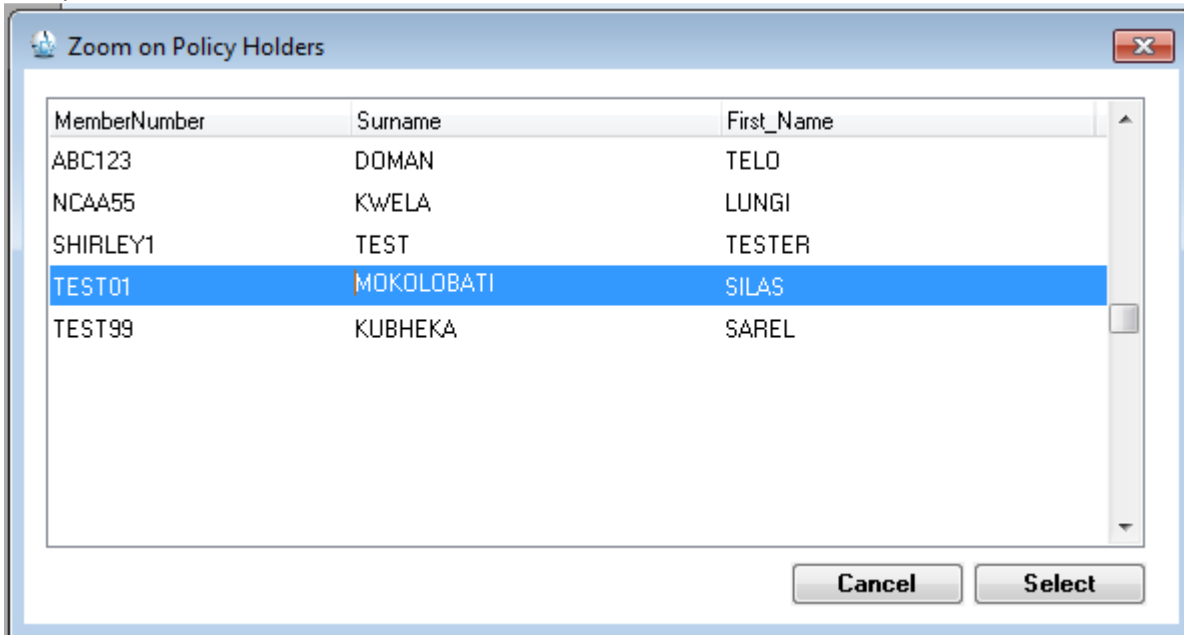 Zoom on Policy Holders
MemberNumber Surname First_Name
ABC123 DOMAN TELO
NCAA55 KWELA LUNGI
SHIRLEY1 TEST TESTER
TEST01 MOKOLOBATI SILAS
TEST99 KUBHEKA SAREL
Cancel Select